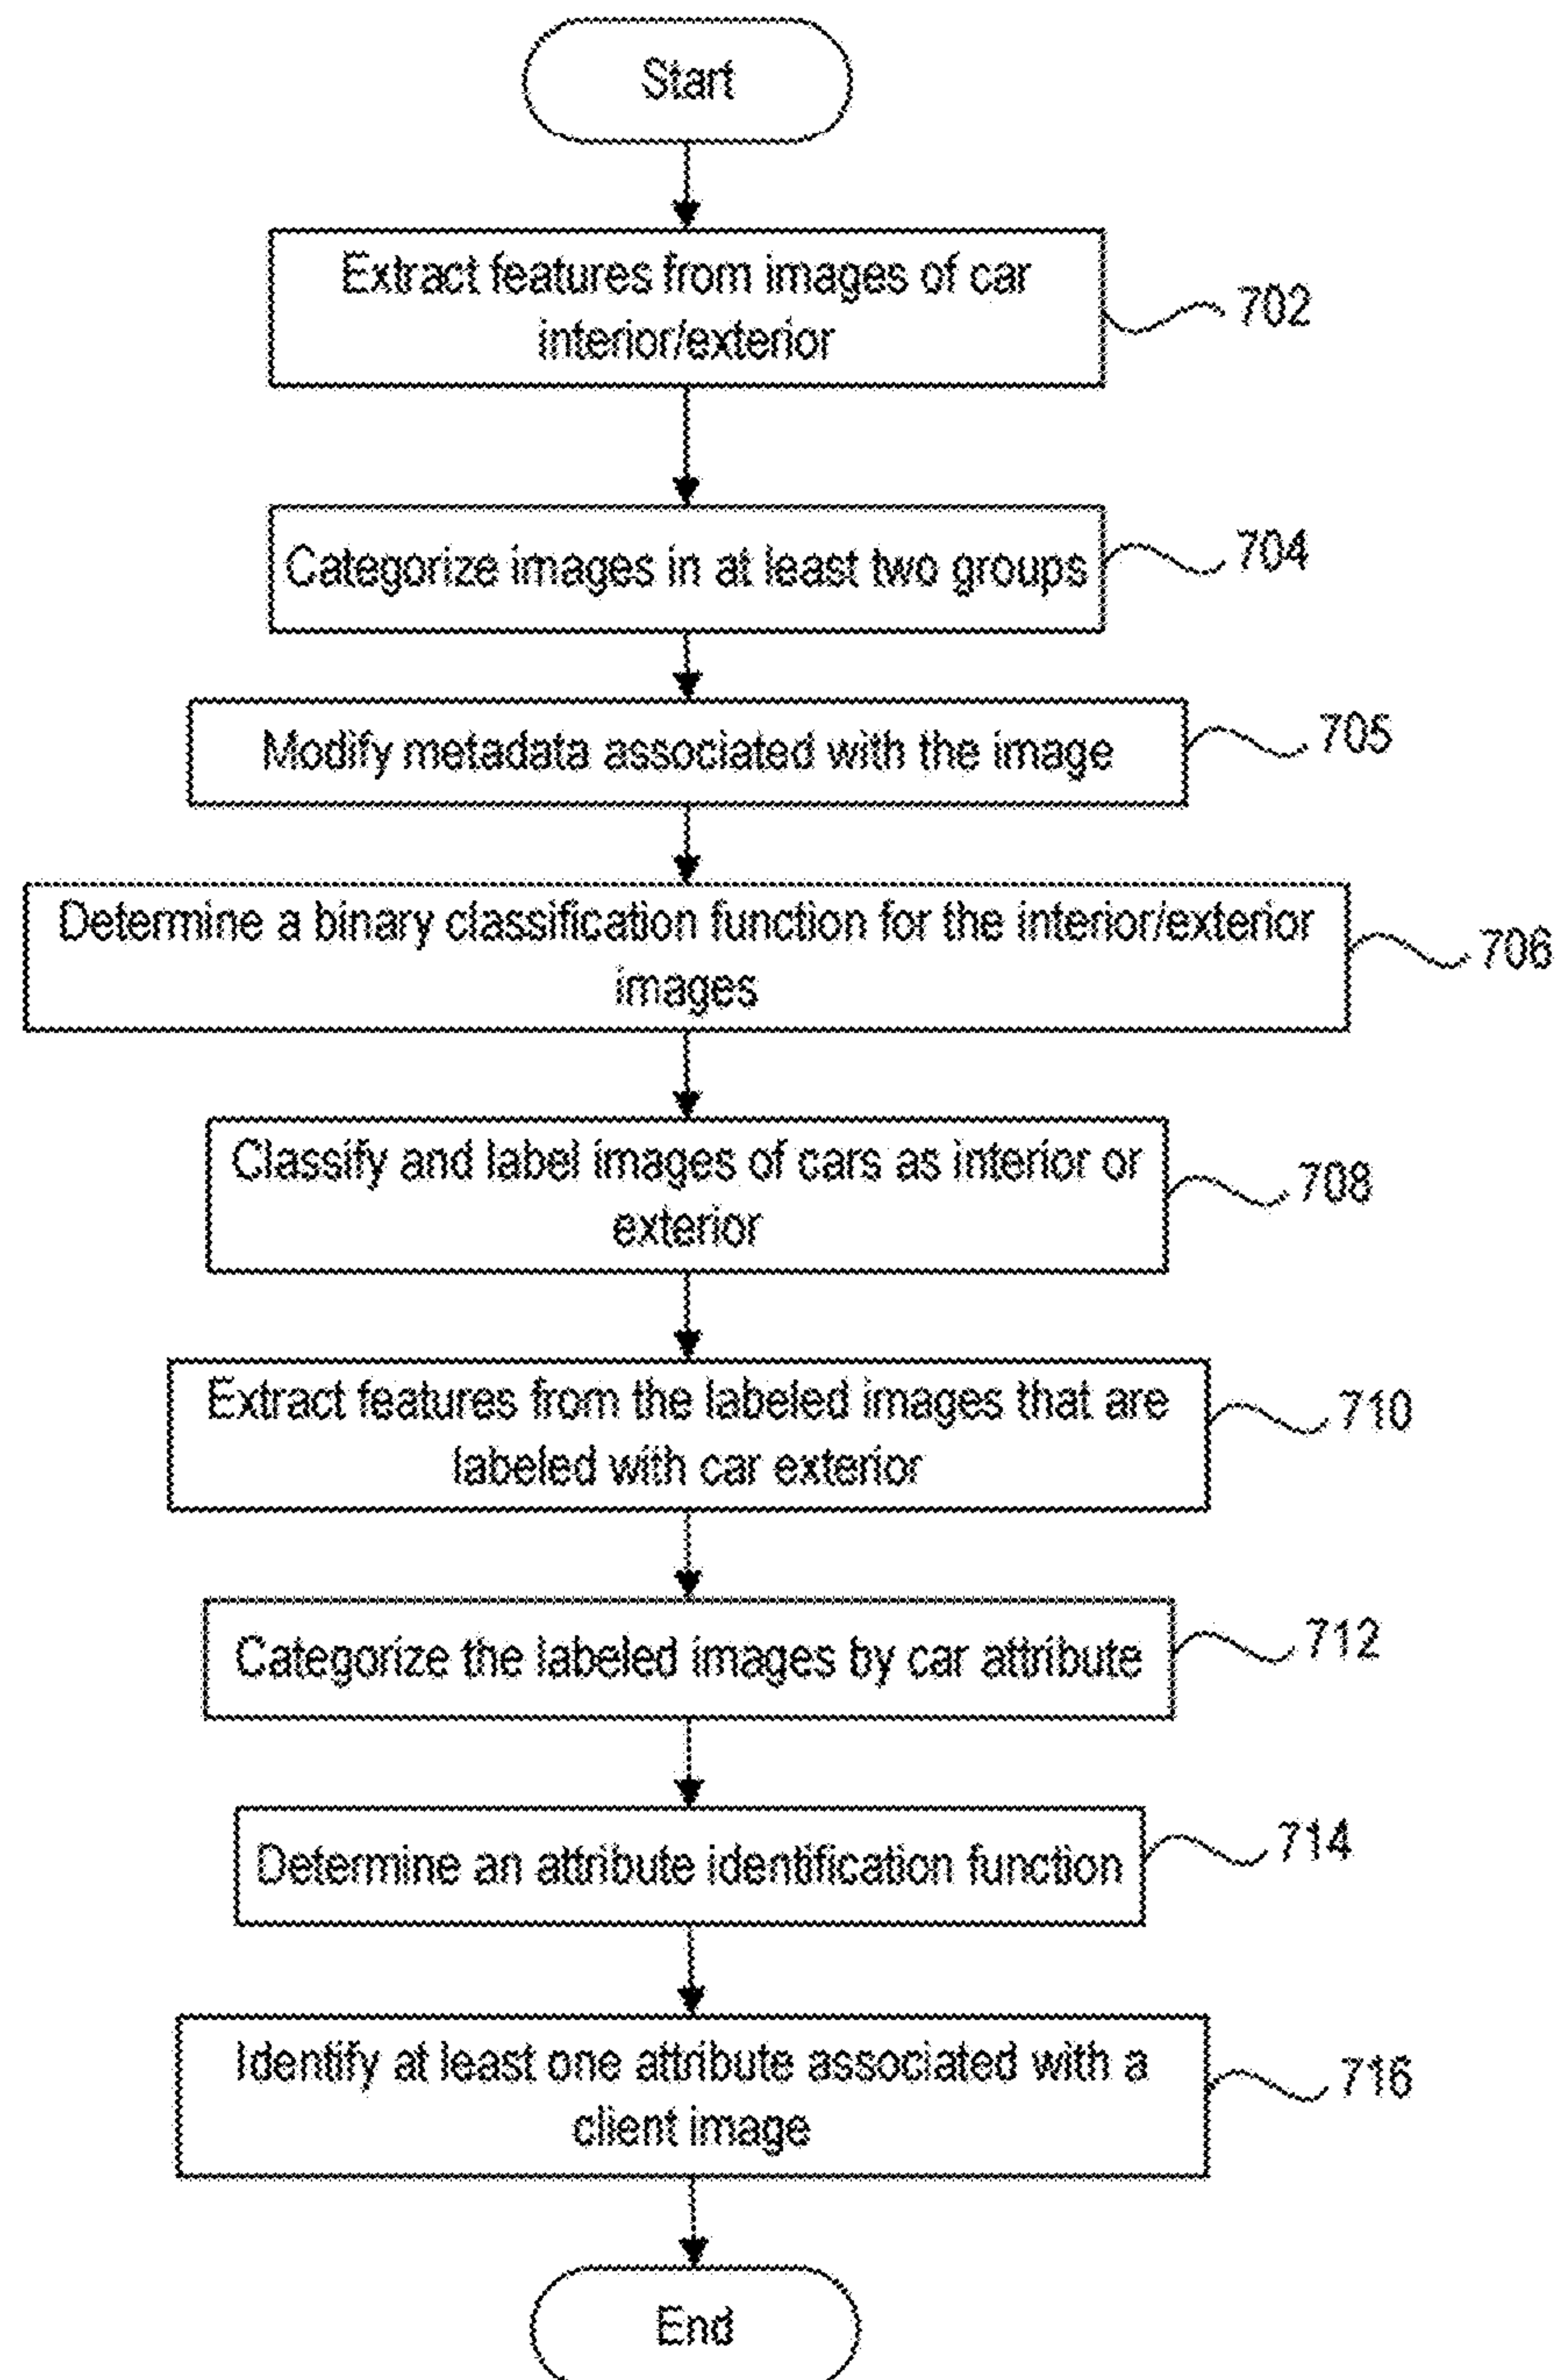 Start
Extract features from images of car
interior/exterior
702
Categorize images in at least two groups
704
Modify metadata associated with the image
705
Determine a binary classification function for the interior/exterior
images
706
Classify and label images of cars as interior or
exterior
708
Extract features from the labeled images that are
labeled with car exterior
710
Categorize the labeled images by car attribute
712
Determine an attribute identification function
714
Identify at least one attribute associated with a
client image
716
End